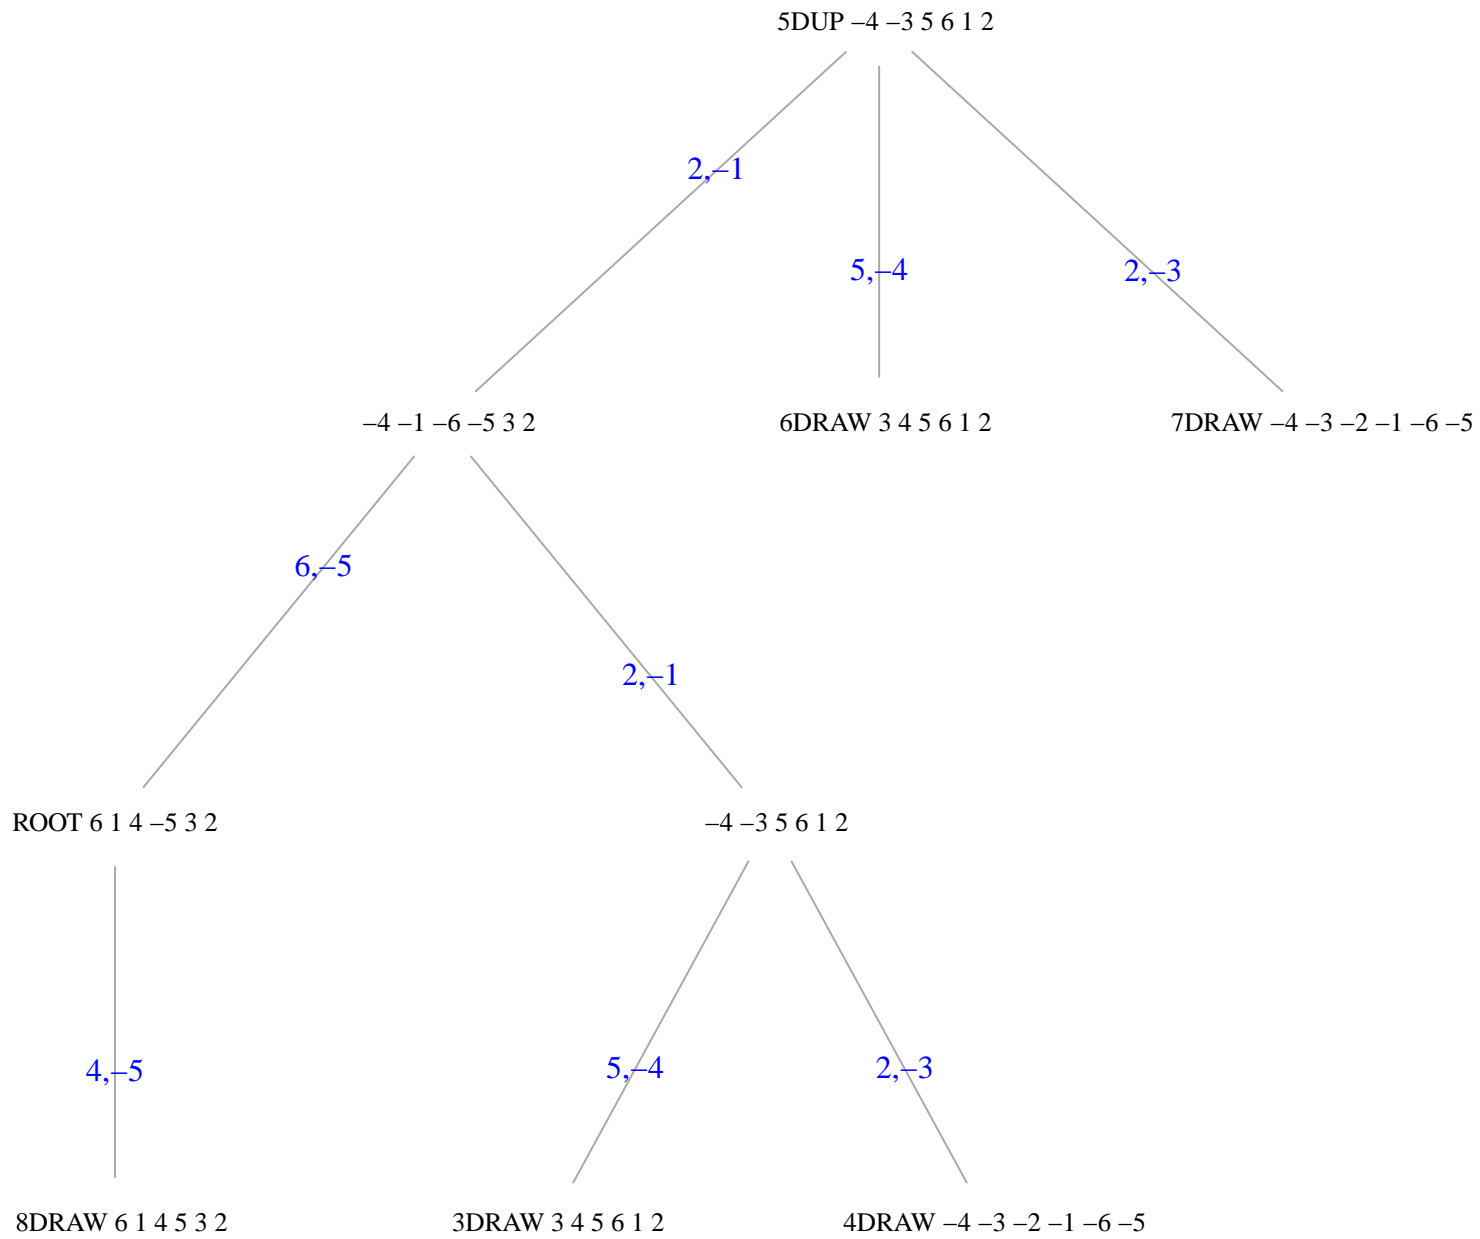 5DUP –4 –3 5 6 1 2
2,–1
5,–4
2,–3
–4 –1 –6 –5 3 2
6DRAW 3 4 5 6 1 2
7DRAW –4 –3 –2 –1 –6 –5
6,–5
2,–1
ROOT 6 1 4 –5 3 2
–4 –3 5 6 1 2
4,–5
5,–4
2,–3
8DRAW 6 1 4 5 3 2
3DRAW 3 4 5 6 1 2
4DRAW –4 –3 –2 –1 –6 –5